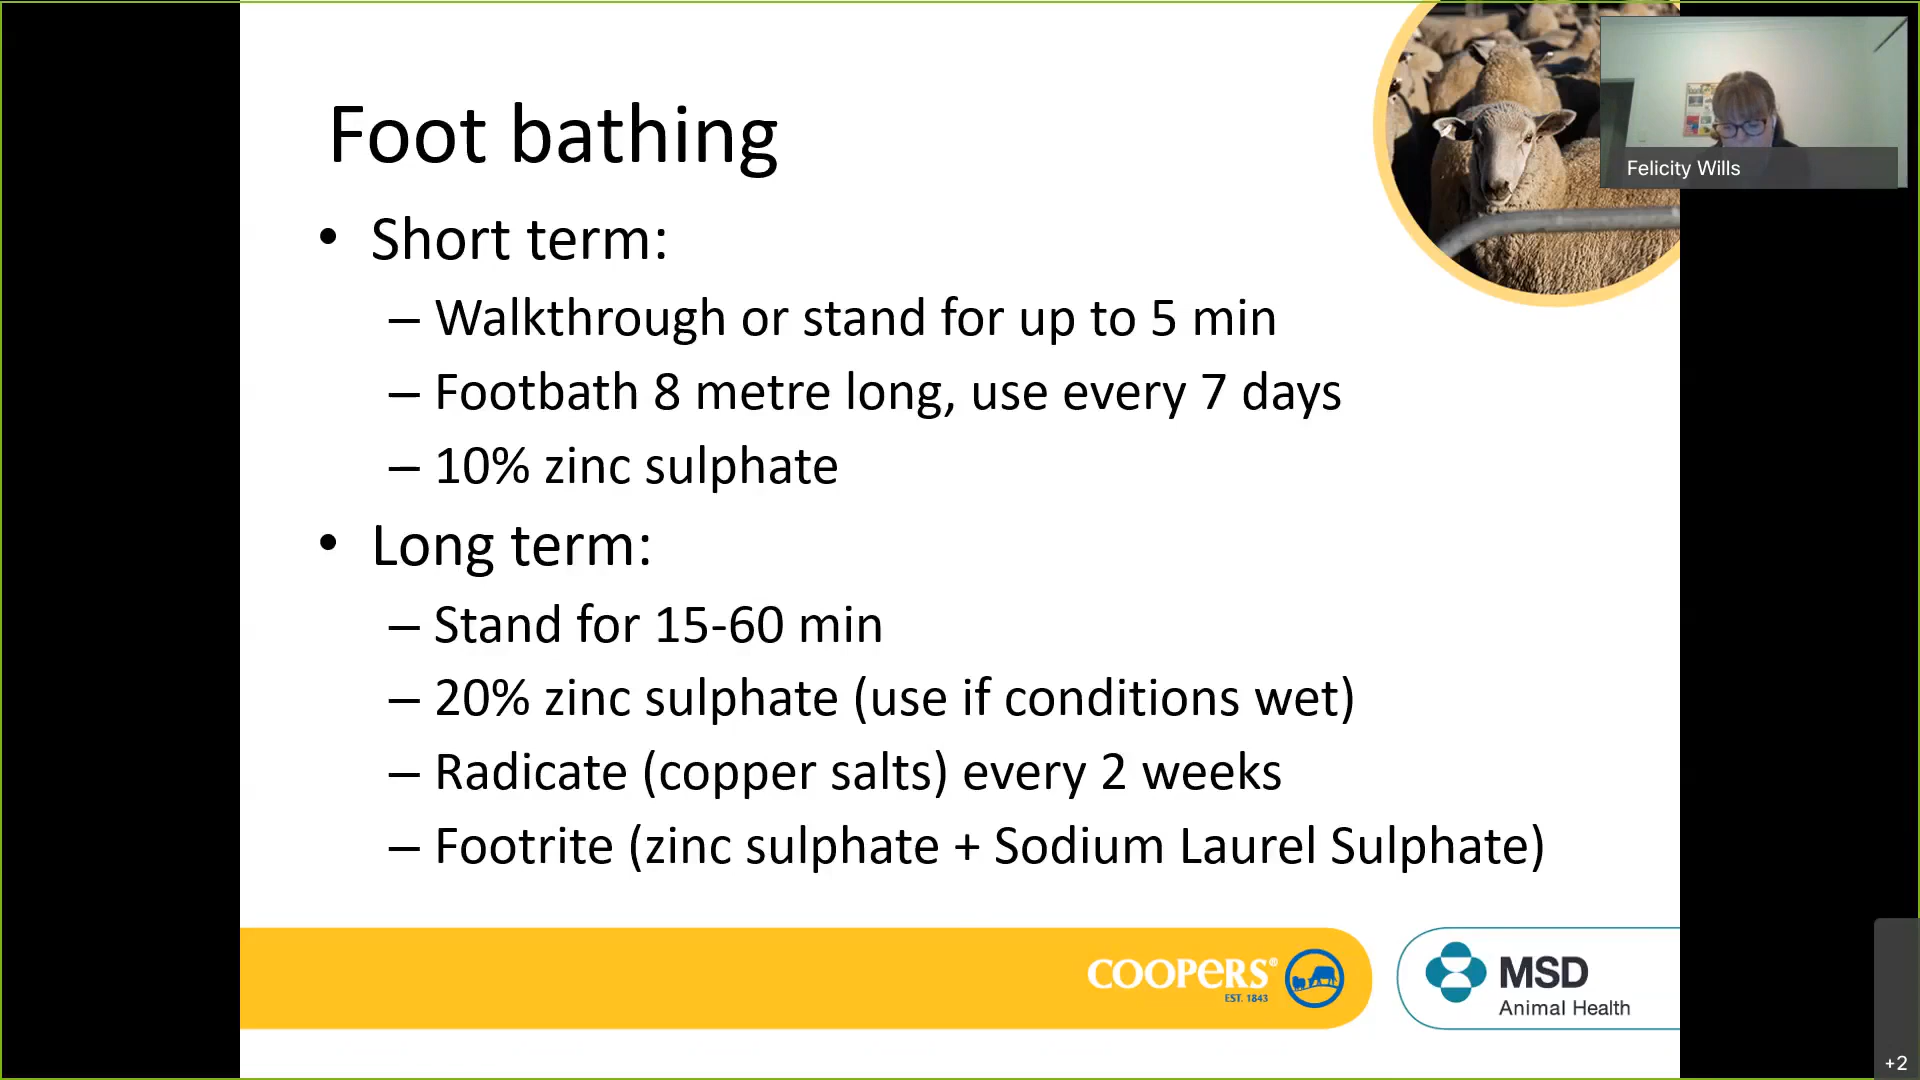 Foot bathing
• Short term:
– Walkthrough or stand for up to 5 min
– Footbath 8 metre long, use every 7 days
– 10% zinc sulphate
• Long term:
– Stand for 15-60 min
– 20% zinc sulphate (use if conditions wet)
– Radicate (copper salts) every 2 weeks
– Footrite (zinc sulphate + Sodium Laurel Sulphate)
Felicity Wills
COOPERS®
EST. 1843
MSD
Animal Health
+2